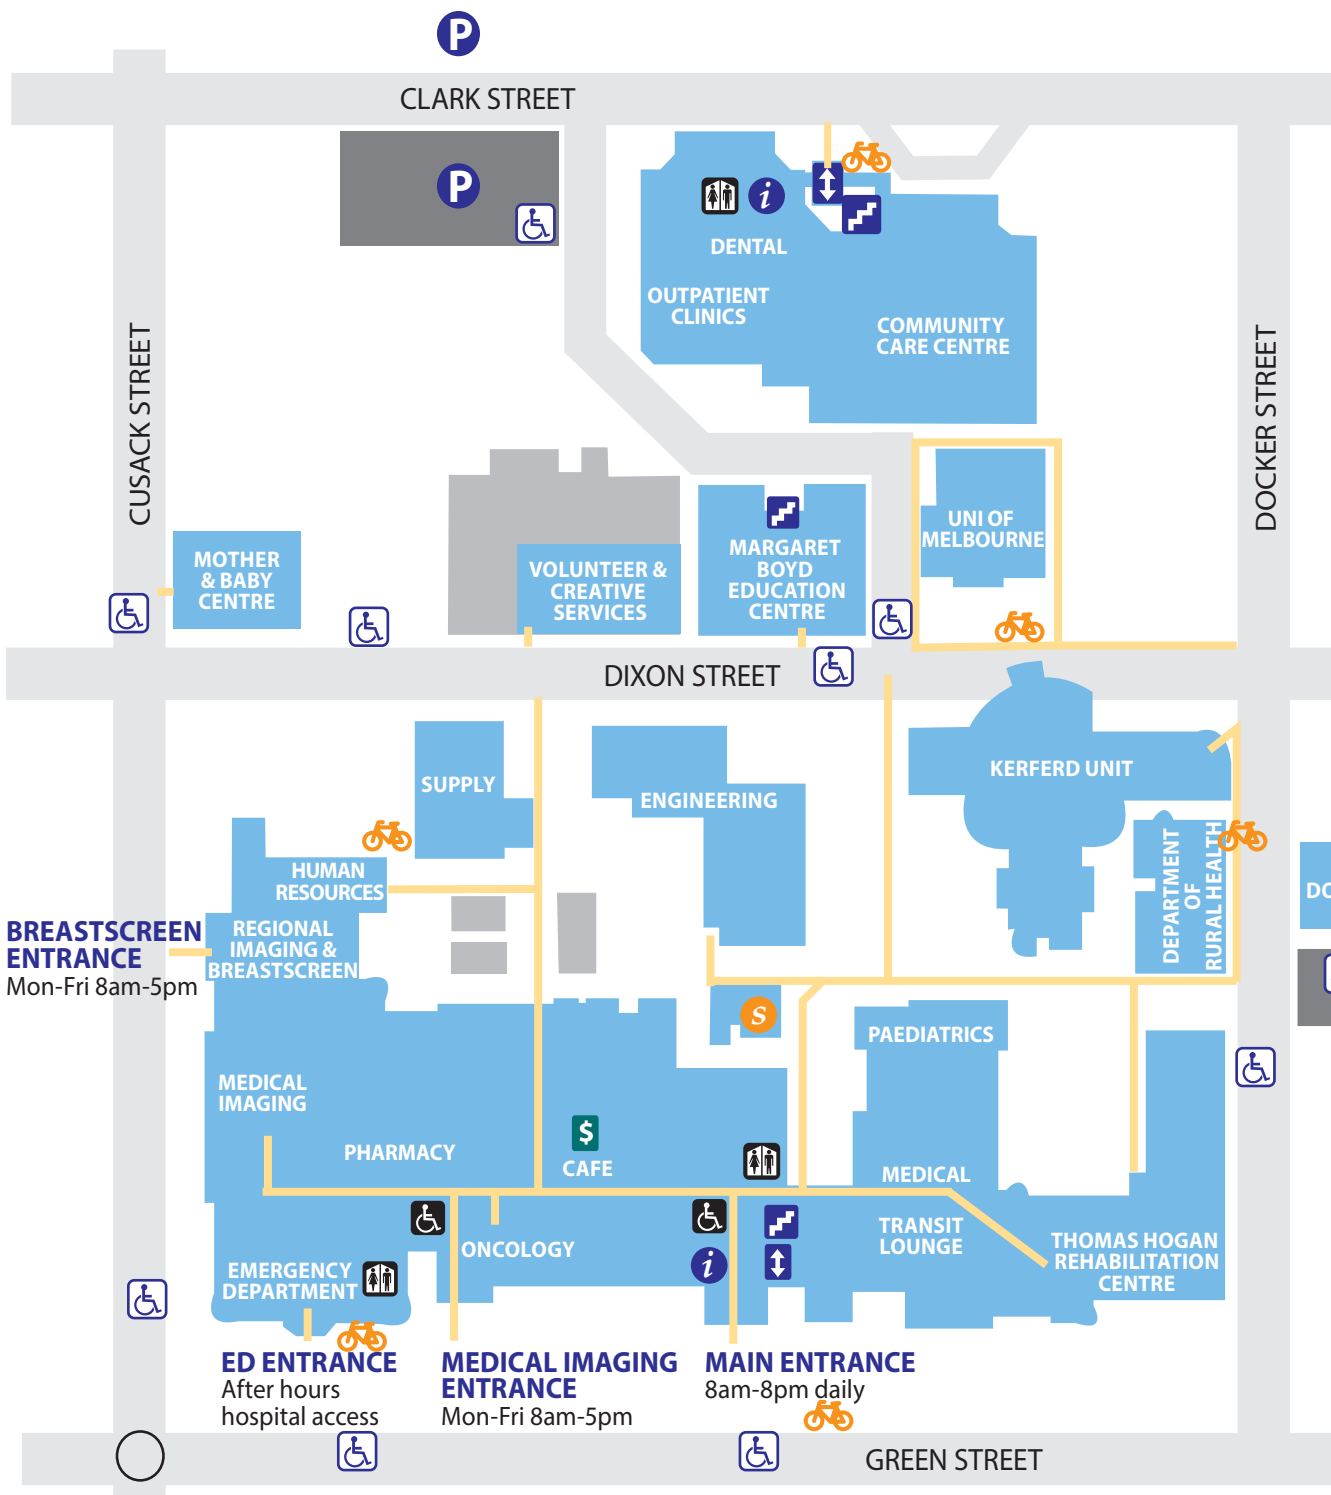 P
CLARK STREET
P
i
DENTAL
OUTPATIENT
CLINICS
COMMUNITY
CARE CENTRE
CUSACK STREET
DOCKER STREET
UNI OF
MELBOURNE
MOTHER
& BABY
CENTRE
VOLUNTEER &
CREATIVE
SERVICES
MARGARET
BOYD
EDUCATION
CENTRE
DIXON STREET
SUPPLY
ENGINEERING
KERFERD UNIT
HUMAN
RESOURCES
DEPARTMENT
OF
RURAL HEALTH
DO
BREASTSCREEN
ENTRANCE
Mon-Fri 8am-5pm
REGIONAL
IMAGING &
BREASTSCREEN
S
PAEDIATRICS
MEDICAL
IMAGING
PHARMACY
$
CAFE
MEDICAL
TRANSIT
LOUNGE
ONCOLOGY
i
THOMAS HOGAN
REHABILITATION
CENTRE
EMERGENCY
DEPARTMENT
ED ENTRANCE
After hours
hospital access
MEDICAL IMAGING
ENTRANCE
Mon-Fri 8am-5pm
MAIN ENTRANCE
8am-8pm daily
GREEN STREET